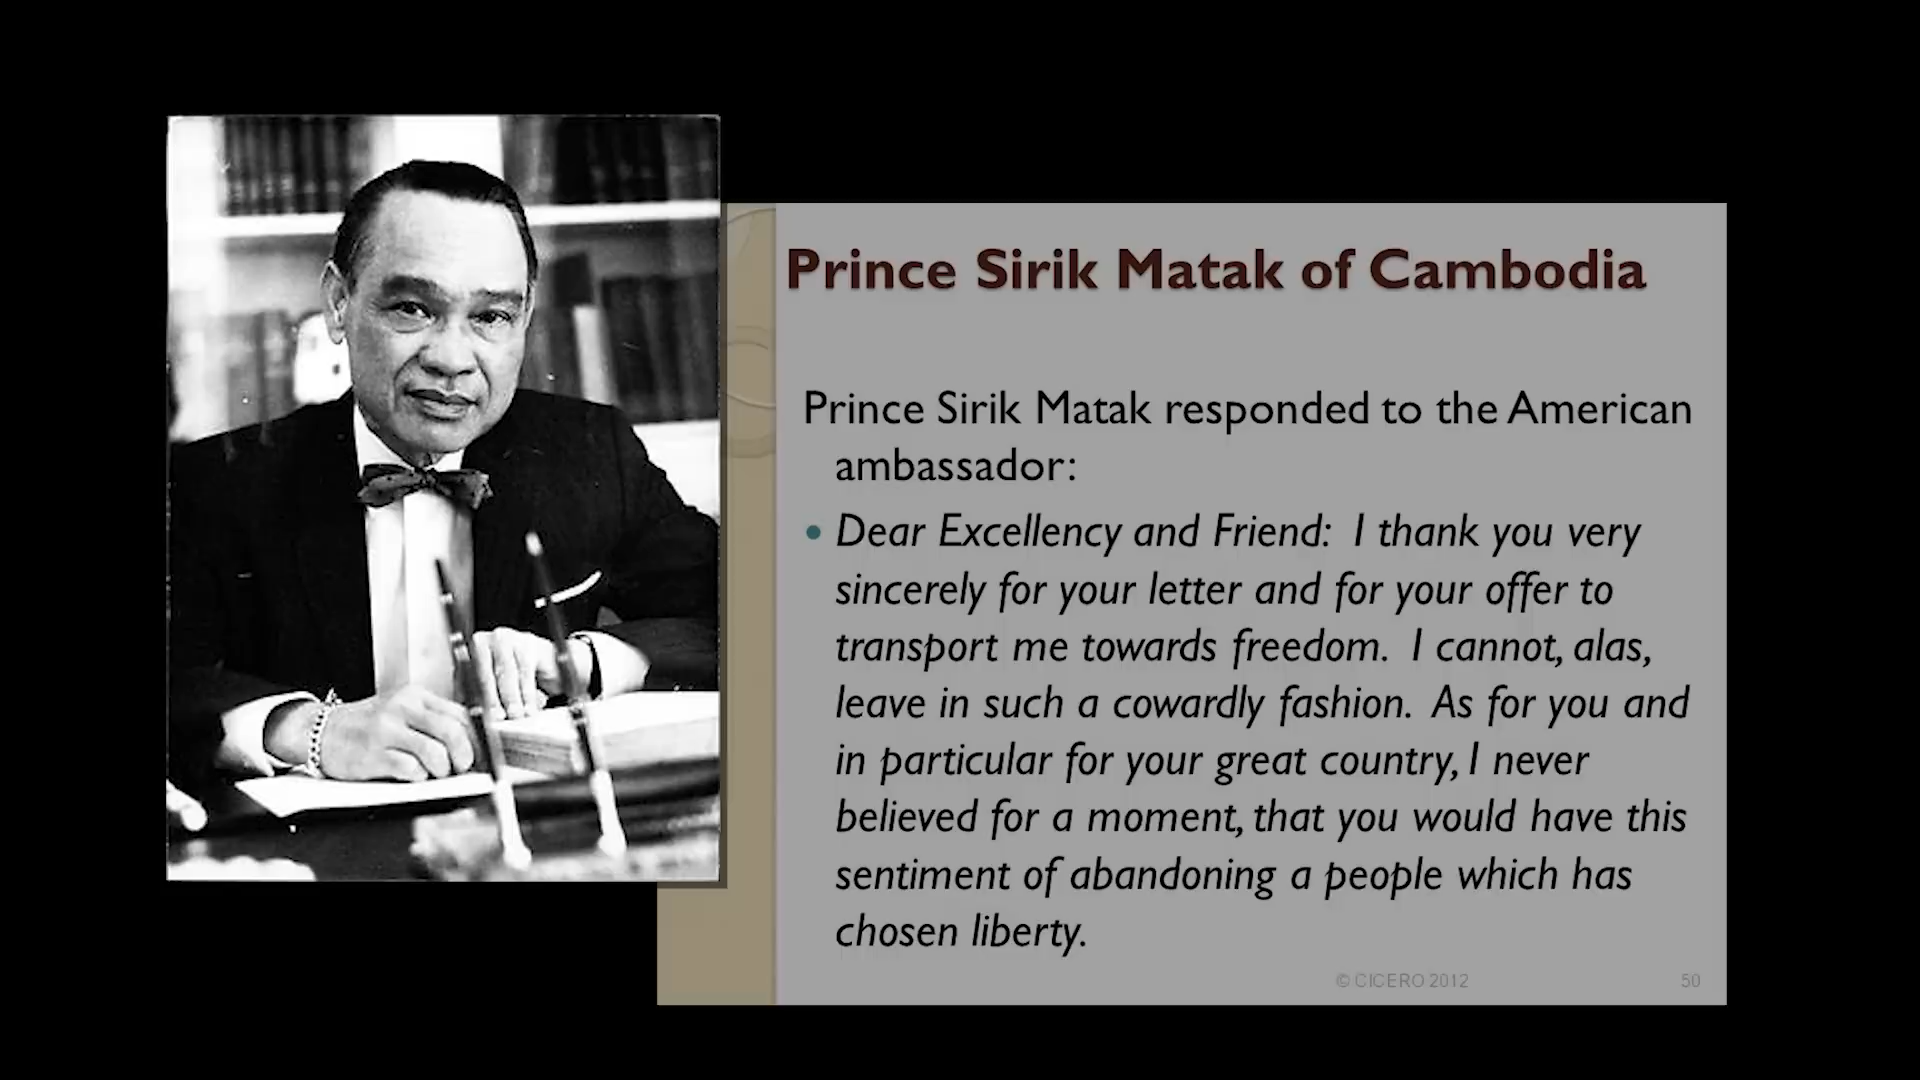 Prince Sirik Matak of Cambodia
Prince Sirik Matak responded to the American
ambassador:
• Dear Excellency and Friend: I thank you very
sincerely for your letter and for your offer to
transport me towards freedom. I cannot, alas,
leave in such a cowardly fashion. As for you and
in particular for your great country, I never
believed for a moment, that you would have this
sentiment of abandoning a people which has
chosen liberty.
© CICERO 2012
50